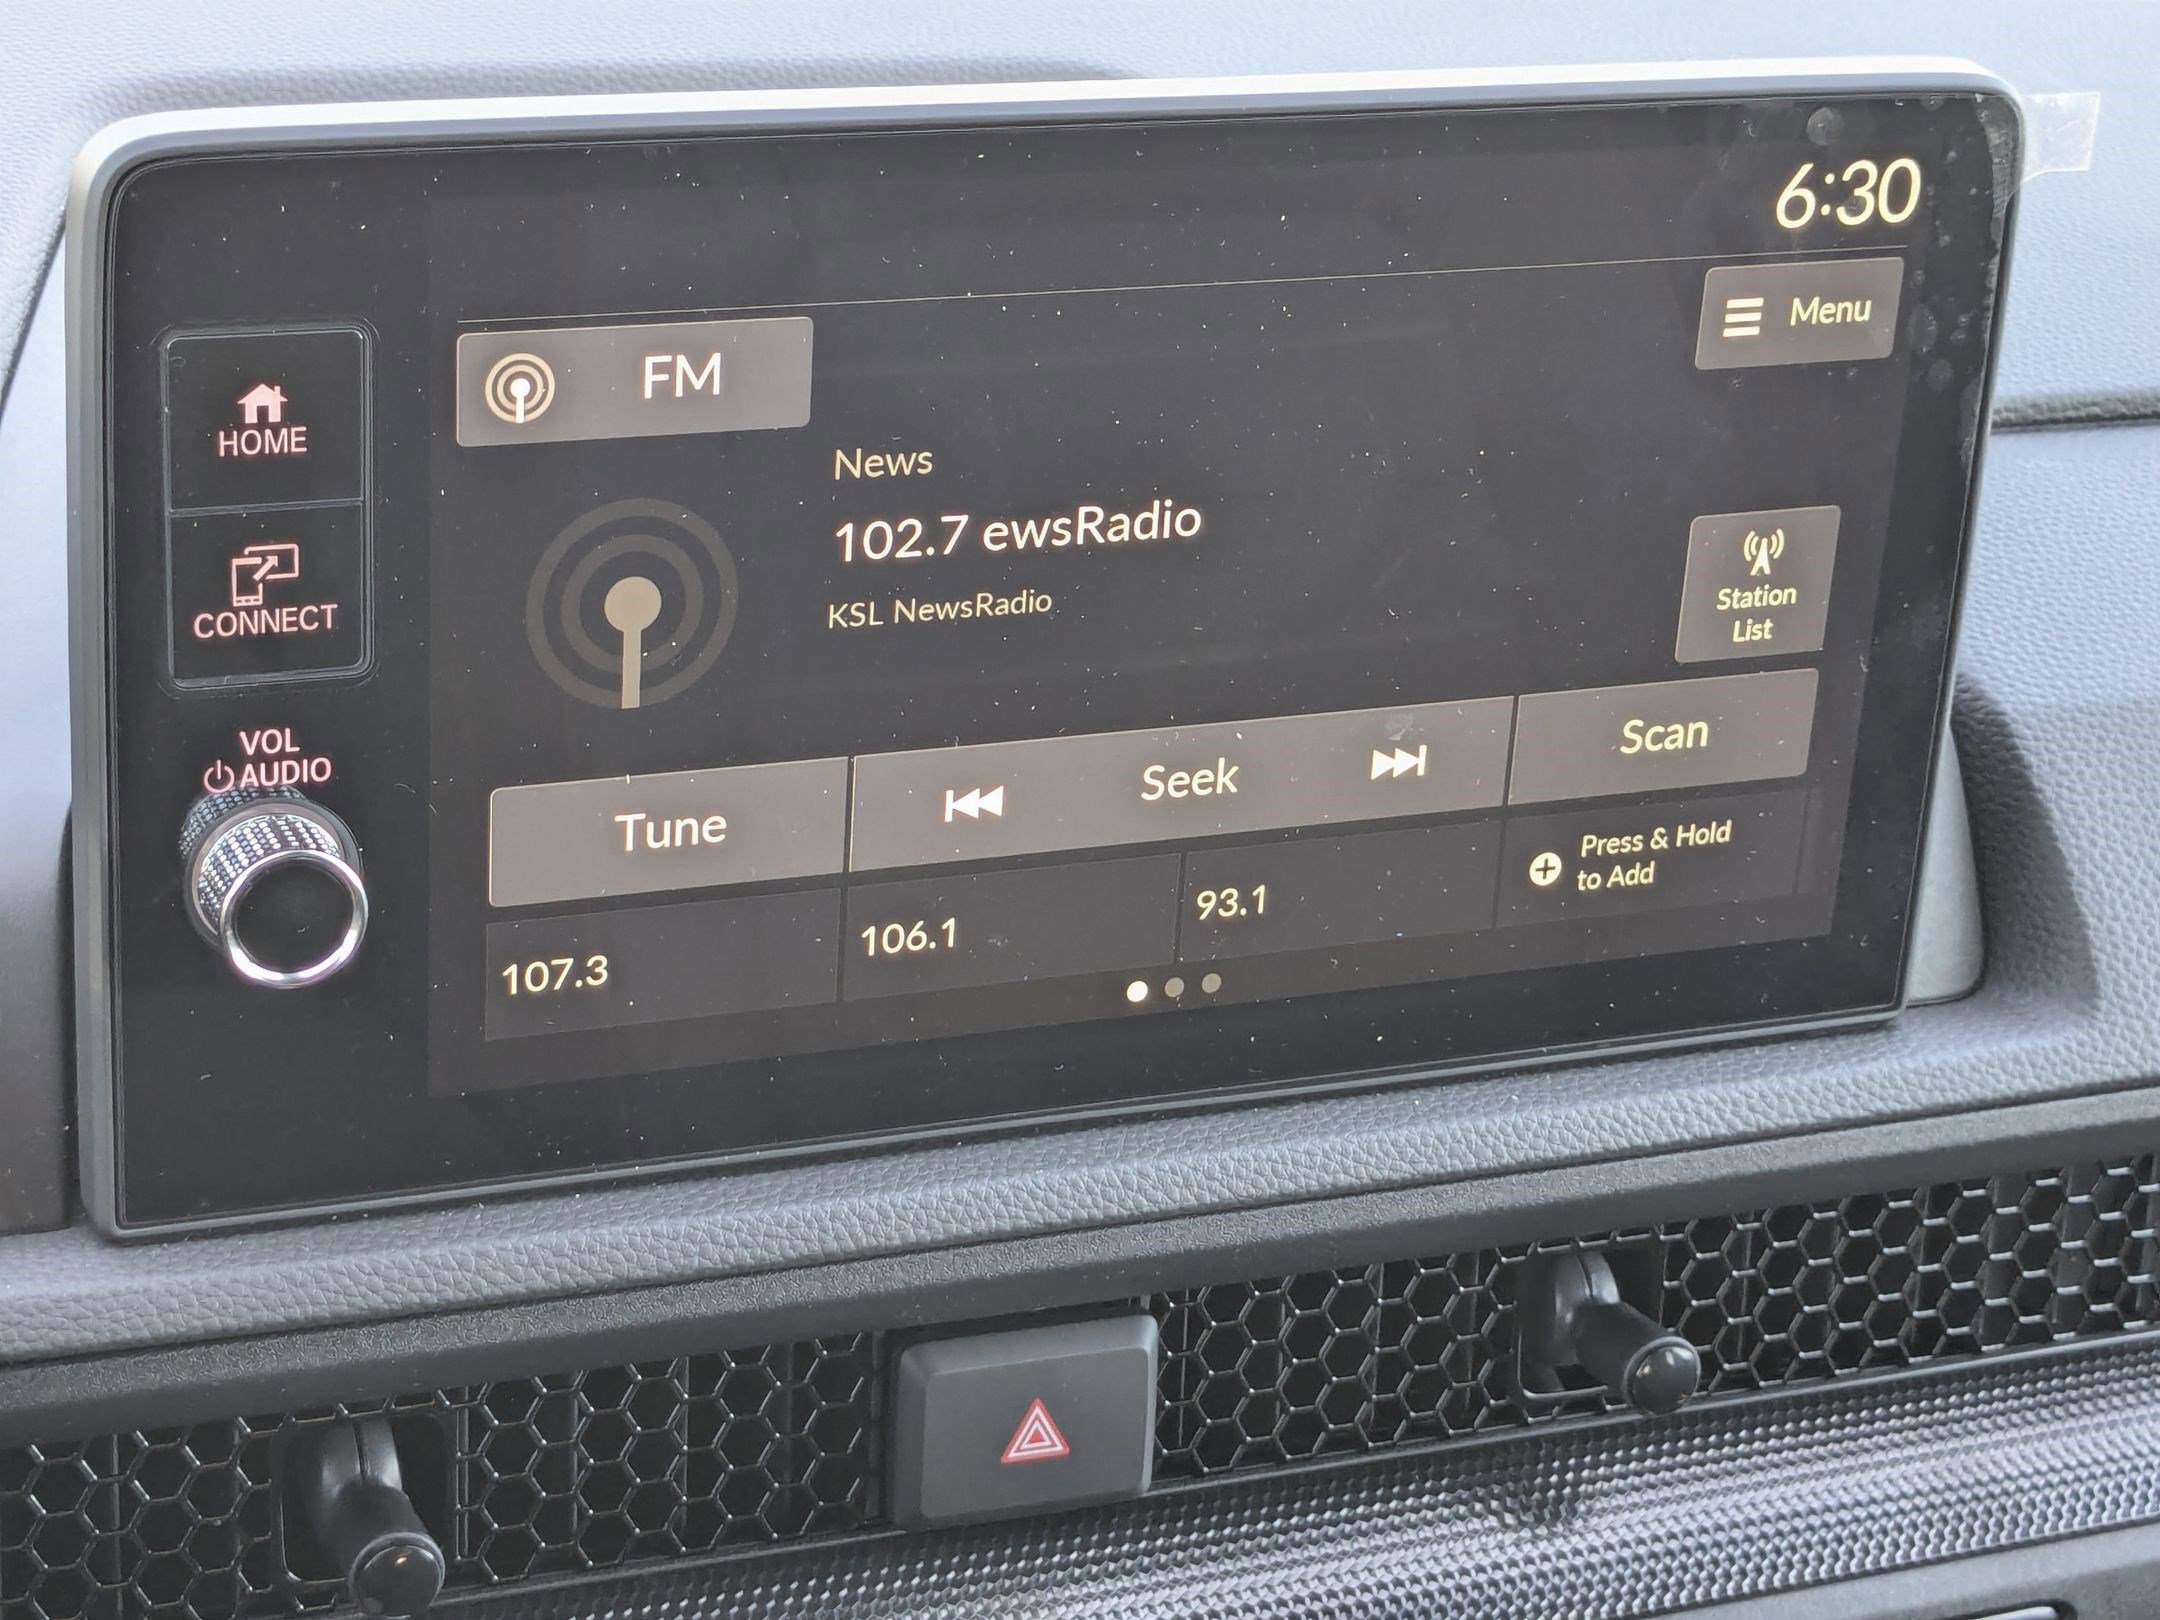 6:30
Menu
FM
HOME
News
102.7 ewsRadio
KSL NewsRadio
Station
List
CONNECT
VOL
AUDIO
Tune
Seek
Scan
107.3
106.1
93.1
Press & Hold
to Add